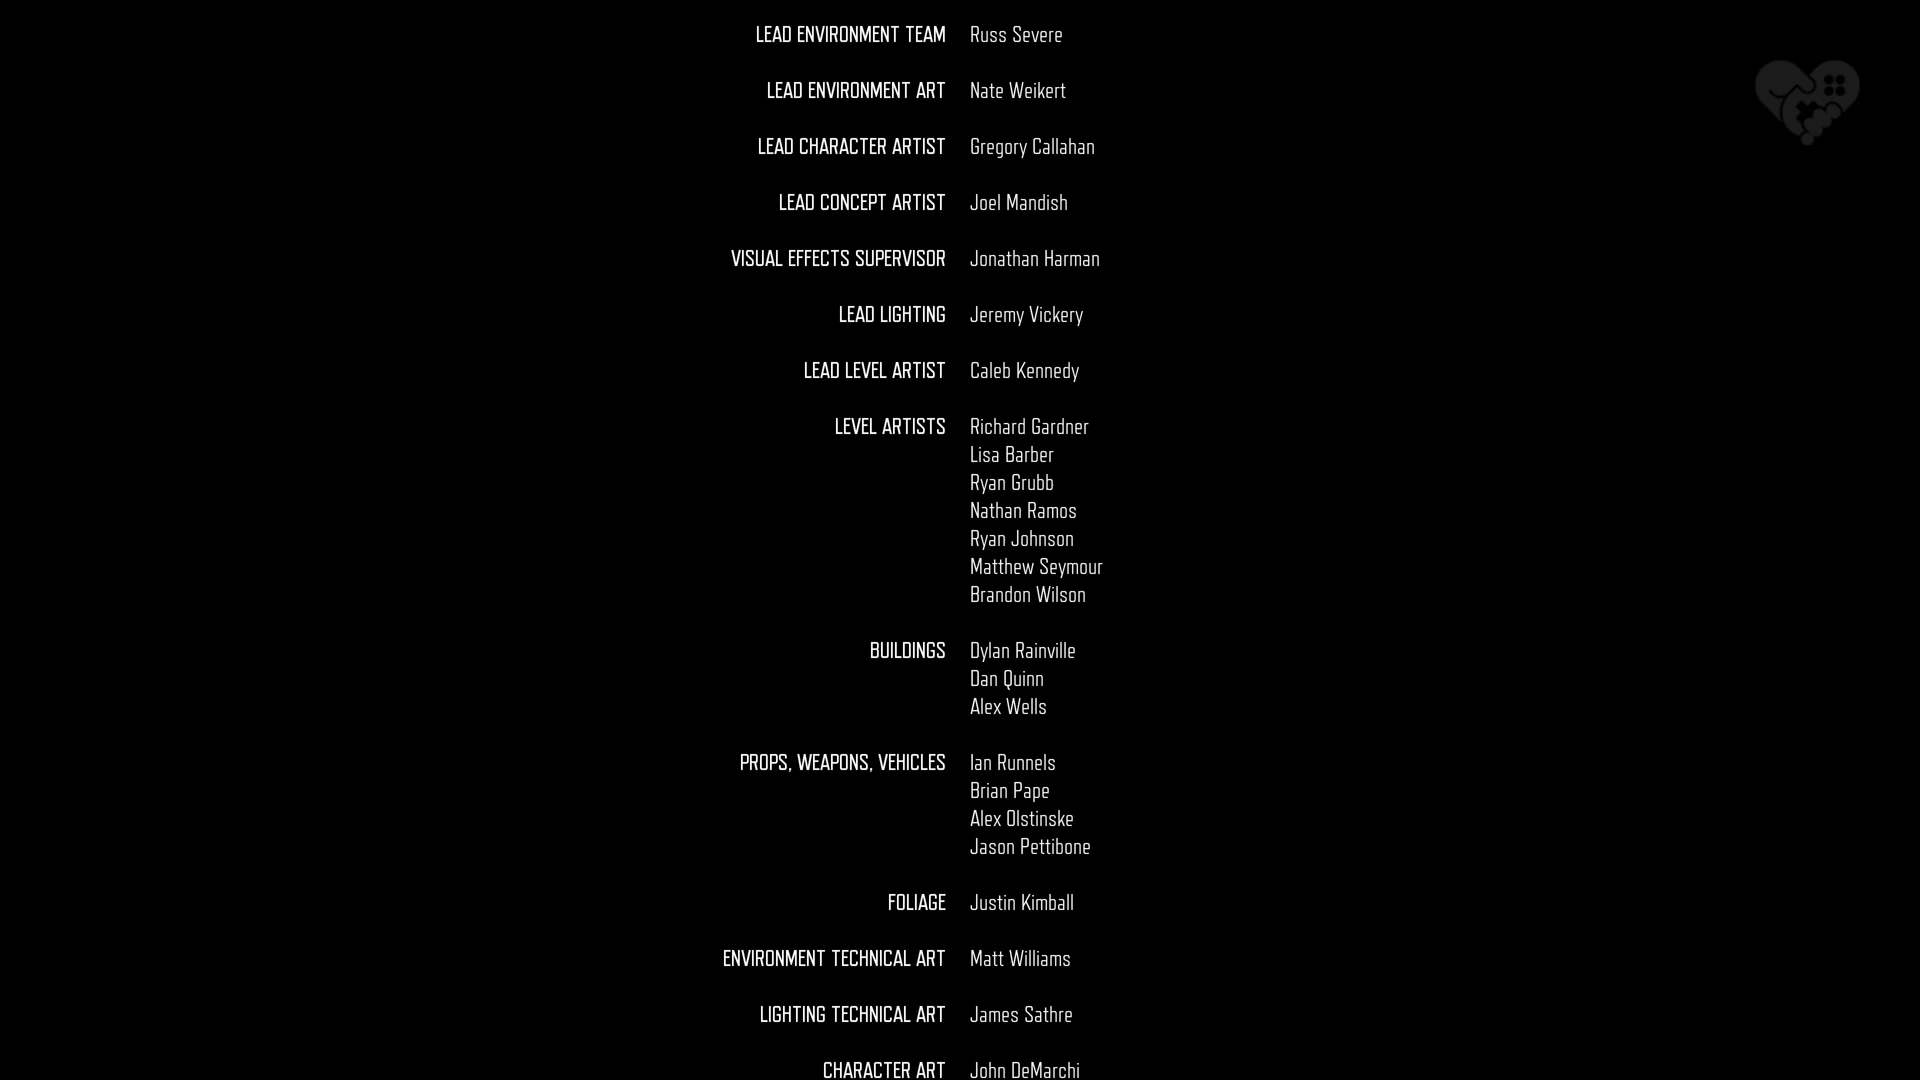 LEAD ENVIRONMENT TEAM Russ Severe
LEAD ENVIRONMENT ART Nate Weikert
LEAD CHARACTER ARTIST Gregory Callahan
LEAD CONCEPT ARTIST Joel Mandish
VISUAL EFFECTS SUPERVISOR Jonathan Harman
LEAD LIGHTING Jeremy Vickery
LEAD LEVEL ARTIST Caleb Kennedy
LEVEL ARTISTS Richard Gardner
Lisa Barber
Ryan Grubb
Nathan Ramos
Ryan Johnson
Matthew Seymour
Brandon Wilson
BUILDINGS Dylan Rainville
Dan Quinn
Alex Wells
PROPS, WEAPONS, VEHICLES Ian Runnels
Brian Pape
Alex Olstinske
Jason Pettibone
FOLIAGE Justin Kimball
ENVIRONMENT TECHNICAL ART Matt Williams
LIGHTING TECHNICAL ART James Sathre
CHARACTER ART John DeMarchi